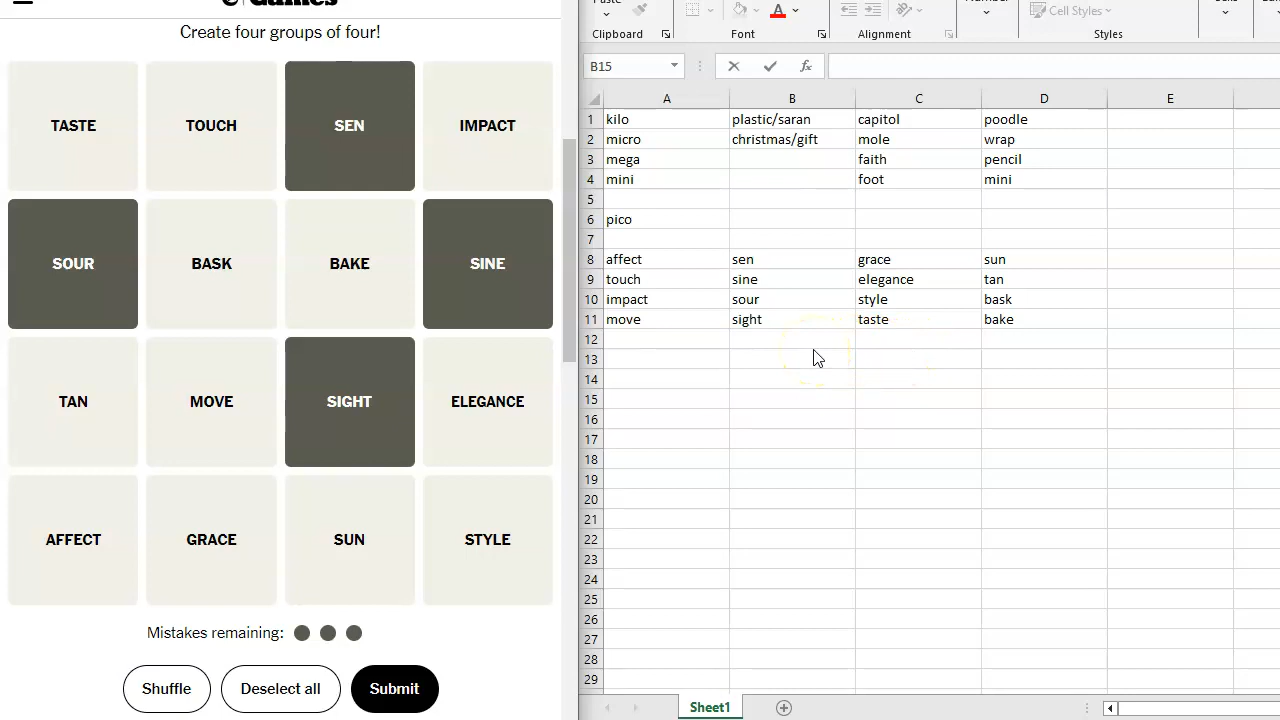 Games
Create four groups of four!
TASTE TOUCH SEN IMPACT
SOUR BASK BAKE SINE
TAN MOVE SIGHT ELEGANCE
AFFECT GRACE SUN STYLE
Mistakes remaining:
Shuffle Deselect all Submit
Clipboard Font Alignment Cell Styles Styles
B15 fx
A B C D E
1 kilo plastic/saran capitol poodle
2 micro christmas/gift mole wrap
3 mega faith pencil
4 mini foot mini
5
6 pico
7
8 affect sen grace sun
9 touch sine elegance tan
10 impact sour style bask
11 move sight taste bake
12
13
14
15
16
17
18
19
20
21
22
23
24
25
26
27
28
29
Sheet1